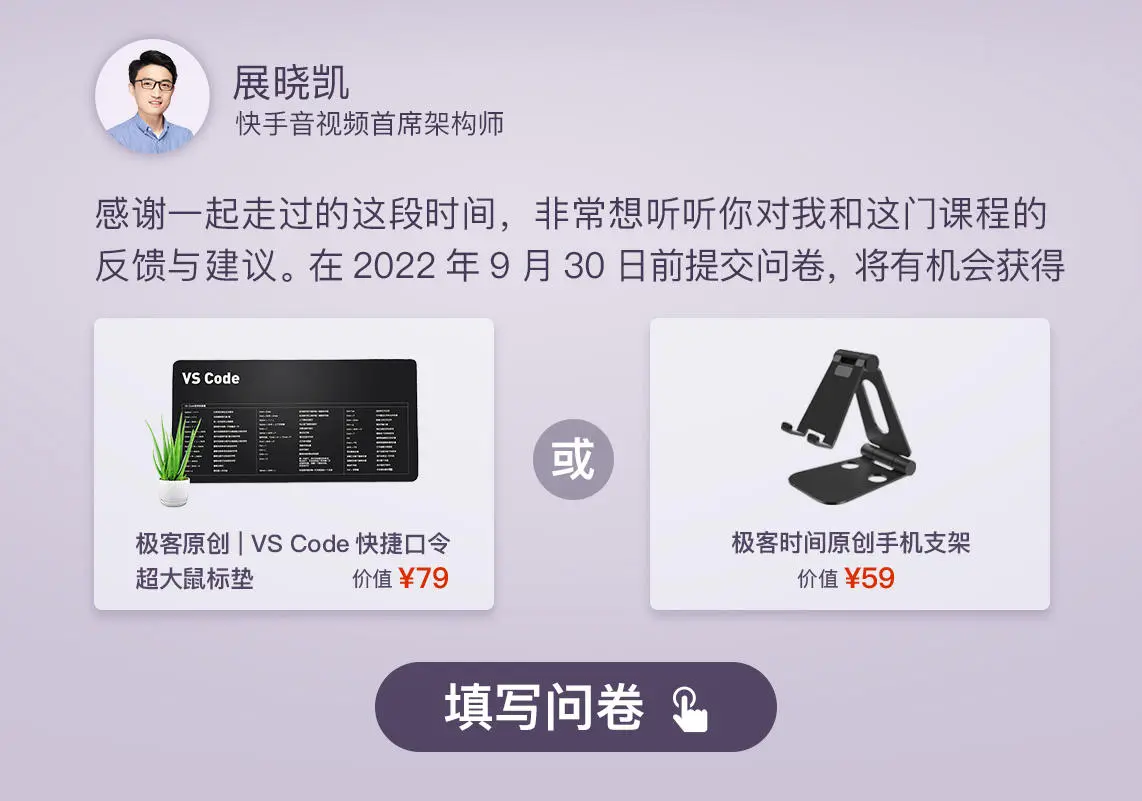 展晓凯
快手音视频首席架构师
感谢一起走过的这段时间，非常想听听你对我和这门课程的
反馈与建议。在 2022 年 9 月 30 日前提交问卷，将有机会获得
VS Code
或
极客原创 | VS Code 快捷口令
超大鼠标垫 价值 ¥79
极客时间原创手机支架
价值 ¥59
填写问卷